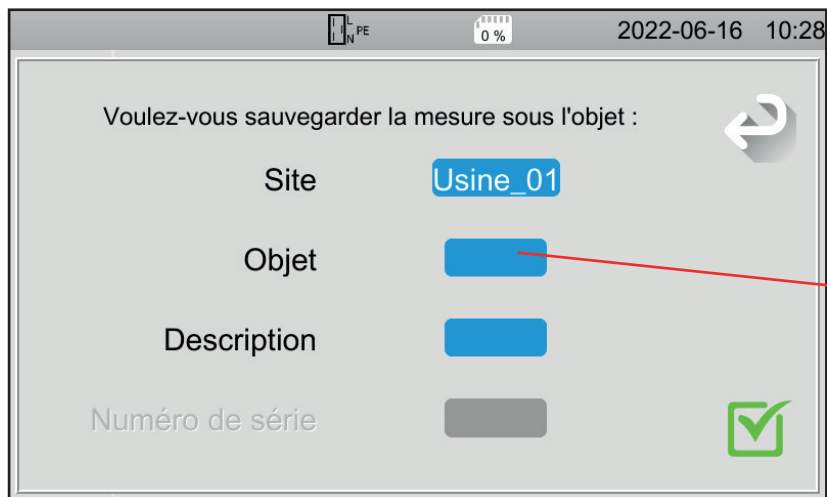 L
N PE
0 %
2022-06-16 10:28
Voulez-vous sauvegarder la mesure sous l'objet :
Site Usine_01
Objet
Description
Numéro de série